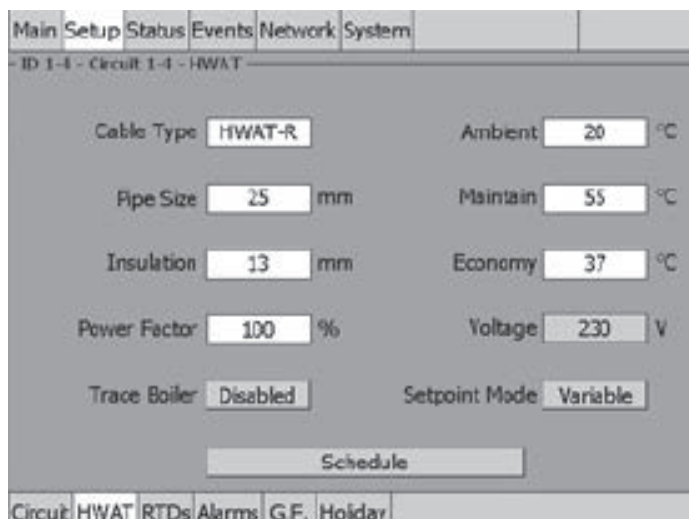 Main Setup Status Events Network System
ID 1-4 - Circuit 1-4 - HWAT
Cable Type HWAT-R Ambient 20 °C
Pipe Size 25 mm Maintain 55 °C
Insulation 13 mm Economy 37 °C
Power Factor 100 % Voltage 230 V
Trace Boiler Disabled Setpoint Mode Variable
Schedule
Circuit HWAT RTDs Alarms G.F. Holiday